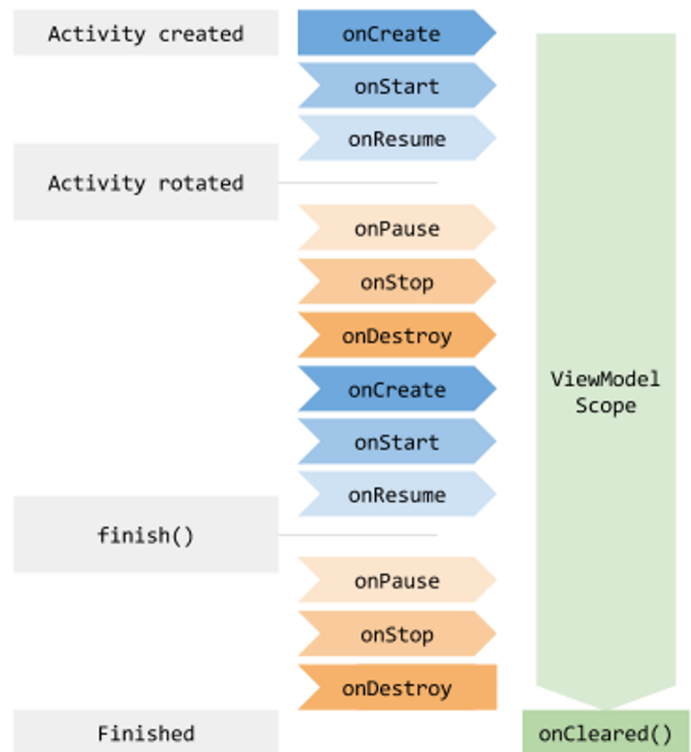 Activity created
onCreate
onStart
onResume
Activity rotated
onPause
onStop
onDestroy
onCreate
onStart
onResume
finish()
onPause
onStop
onDestroy
Finished
ViewModel
Scope
onCleared()